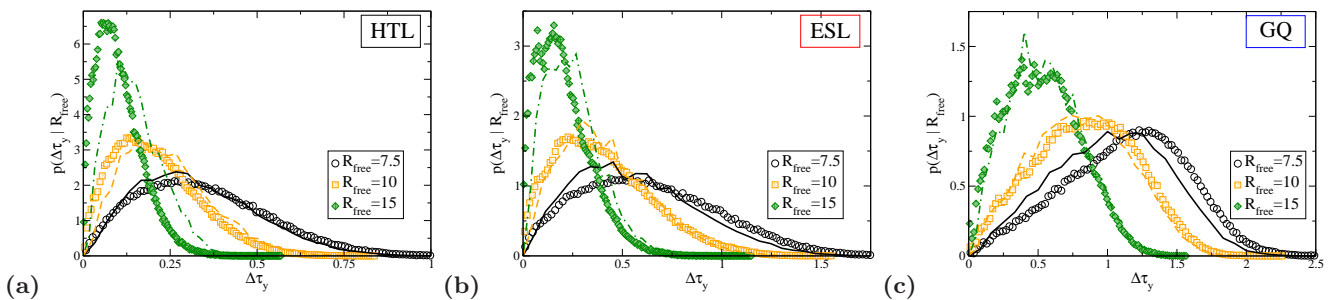 (a)
p(Δτy | Rfree)
7
6
5
4
3
2
1
0
HTL
Rfree=7.5
Rfree=10
Rfree=15
0 0.25 0.5 0.75 1
Δτy
(b)
p(Δτy | Rfree)
3
2
1
0
ESL
Rfree=7.5
Rfree=10
Rfree=15
0 0.5 1 1.5
Δτy
(c)
p(Δτy | Rfree)
1.5
1
0.5
0
GQ
Rfree=7.5
Rfree=10
Rfree=15
0 0.5 1 1.5 2 2.5
Δτy